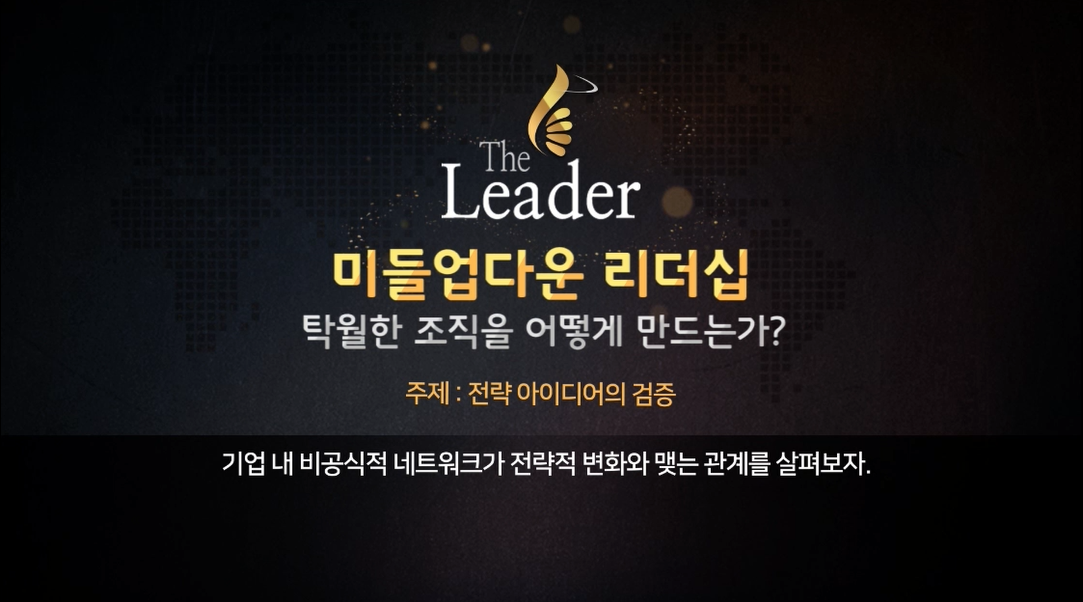 The
Leader
미들업다운 리더십
탁월한 조직을 어떻게 만드는가?
주제 : 전략 아이디어의 검증
기업 내 비공식적 네트워크가 전략적 변화와 맺는 관계를 살펴보자.